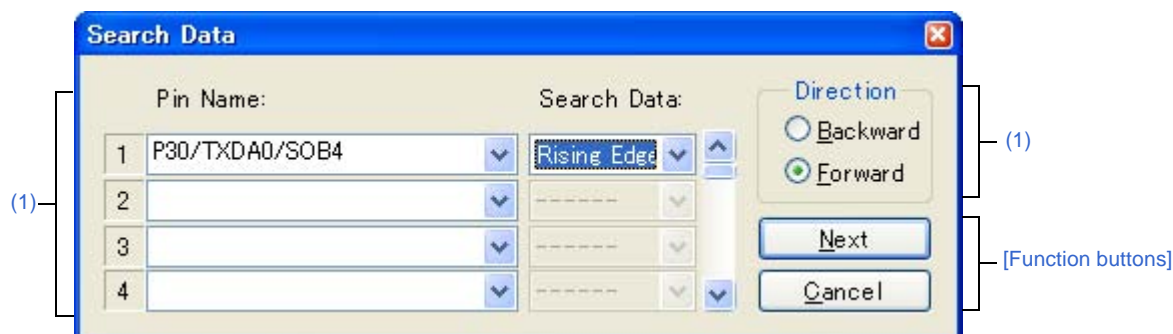 Search Data
Pin Name: Search Data: Direction
Backward
(1)
1 P30/TXDA0/SOB4 Rising Edge
Forward
2 ------
(1)
3 ------
Next
[Function buttons]
4 ------
Cancel